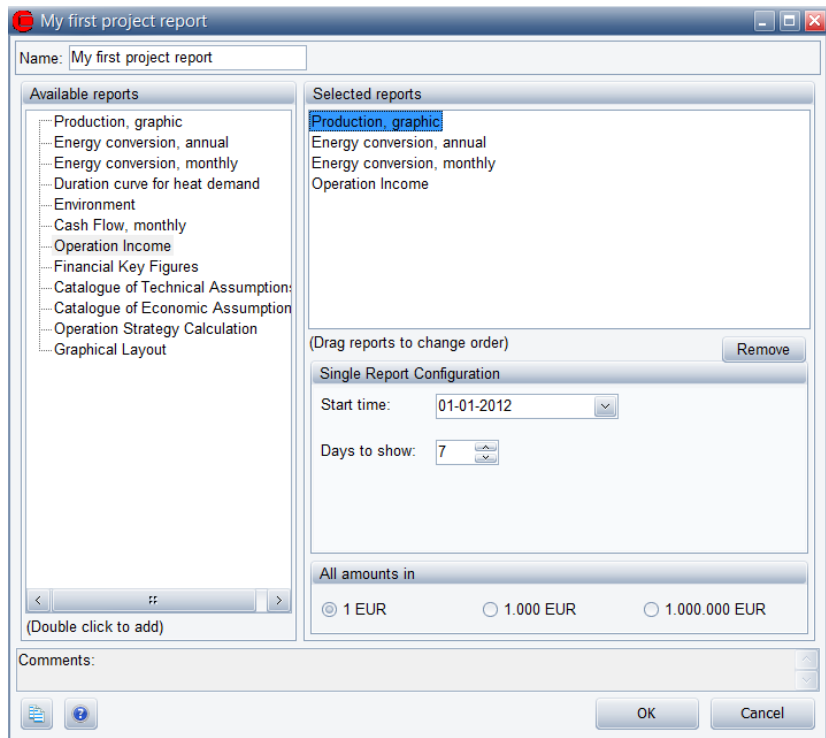 My first project report
Name: My first project report
Available reports
Production, graphic
Energy conversion, annual
Energy conversion, monthly
Duration curve for heat demand
Environment
Cash Flow, monthly
Operation Income
Financial Key Figures
Catalogue of Technical Assumption
Catalogue of Economic Assumption
Operation Strategy Calculation
Graphical Layout
(Double click to add)
Selected reports
Production, graphic
Energy conversion, annual
Energy conversion, monthly
Operation Income
(Drag reports to change order)
Remove
Single Report Configuration
Start time: 01-01-2012
Days to show: 7
All amounts in
1 EUR 1.000 EUR 1.000.000 EUR
Comments:
OK Cancel